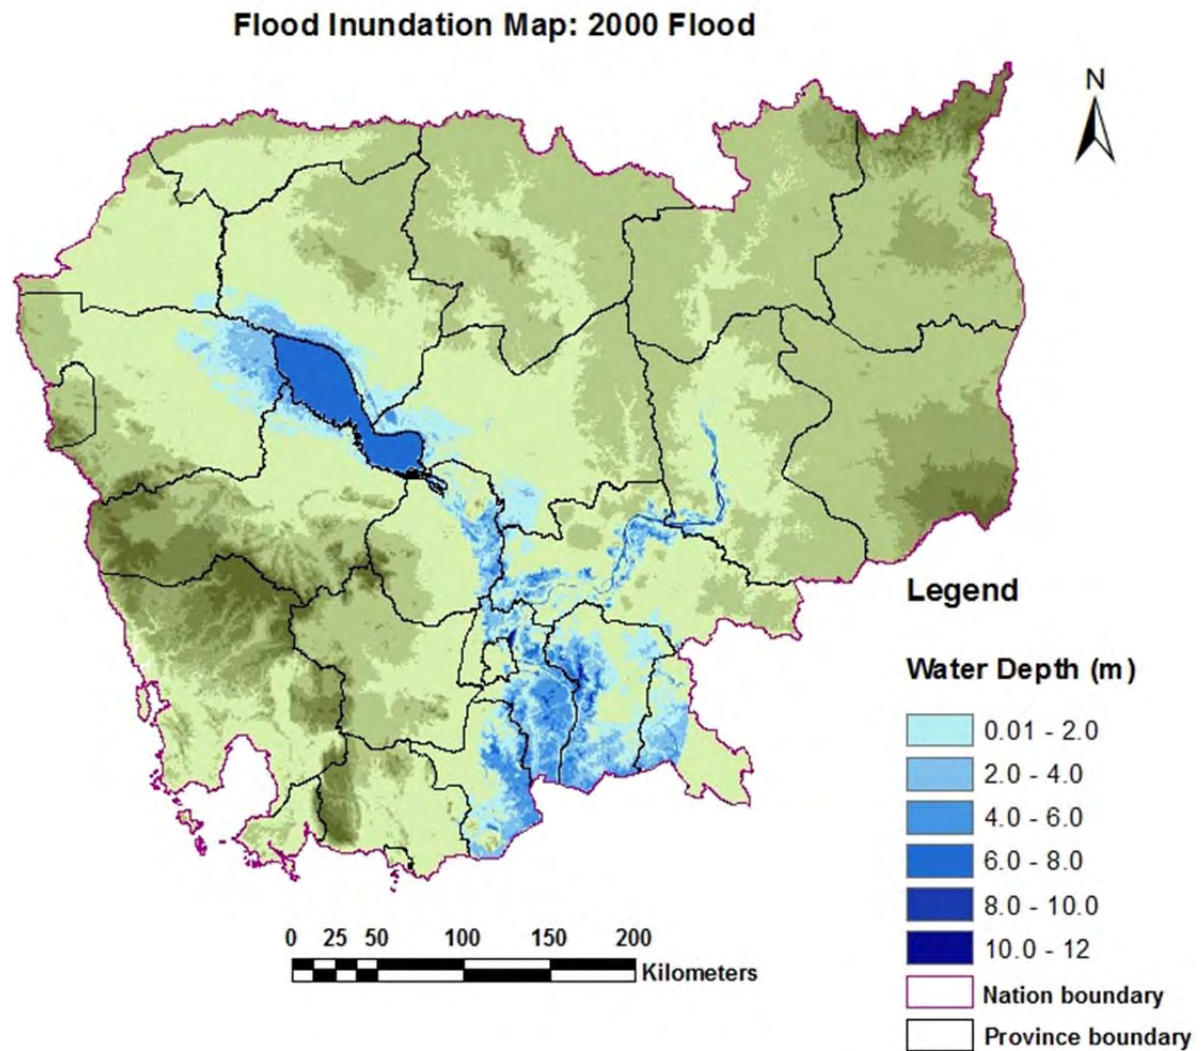 Flood Inundation Map: 2000 Flood
N
Legend
Water Depth (m)
0.01 - 2.0
2.0 - 4.0
4.0 - 6.0
6.0 - 8.0
8.0 - 10.0
10.0 - 12
Nation boundary
Province boundary
0 25 50 100 150 200
Kilometers